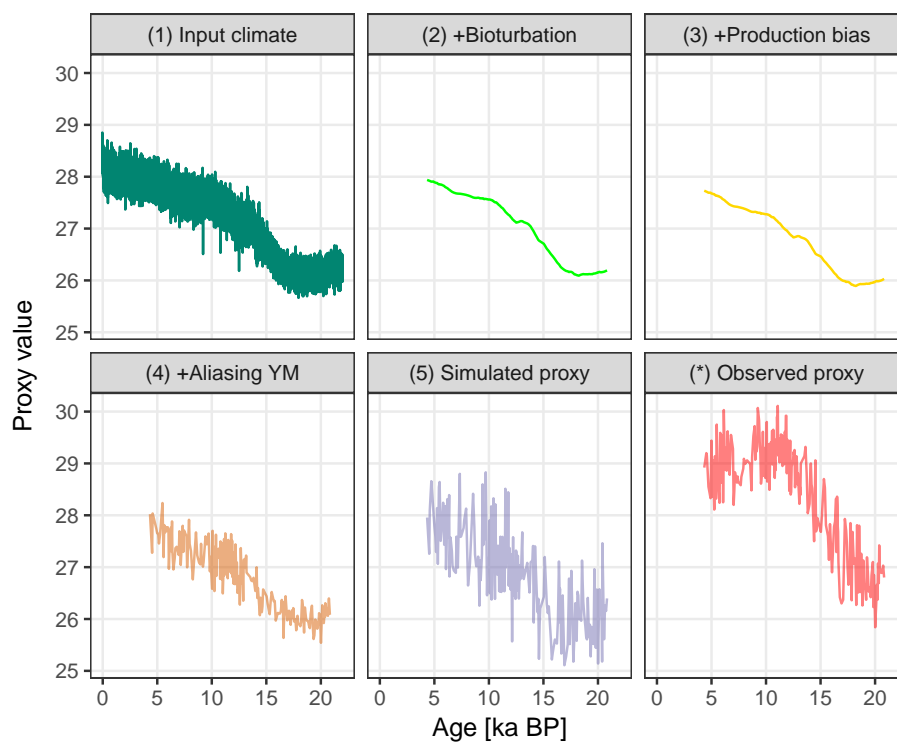 (1) Input climate
(2) +Bioturbation
(3) +Production bias
30
29
28
27
26
25
Proxy value
(4) +Aliasing YM
(5) Simulated proxy
(*) Observed proxy
30
29
28
27
26
25
0 5 10 15 20
0 5 10 15 20
0 5 10 15 20
Age [ka BP]